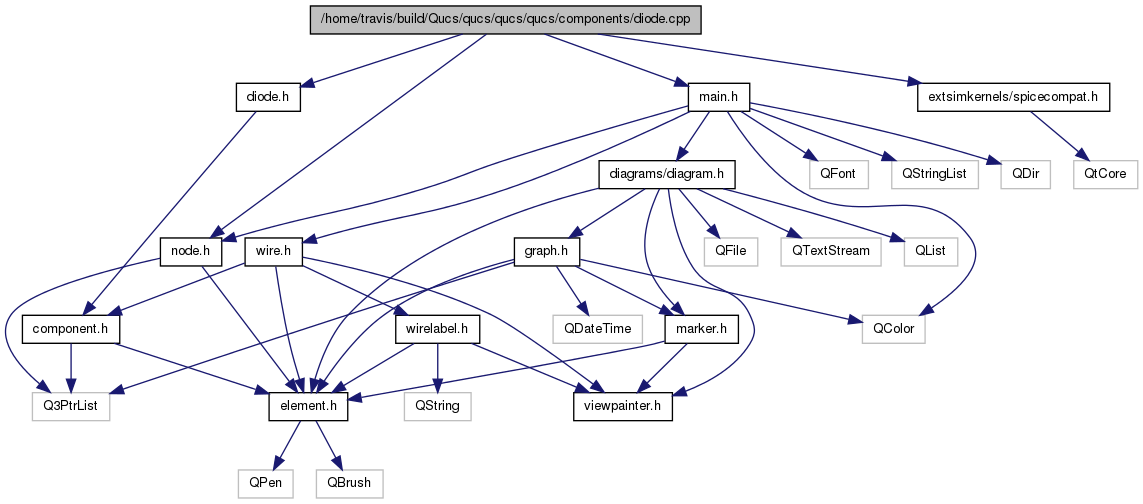 /home/travis/build/Qucs/qucs/qucs/qucs/components/diode.cpp
diode.h
main.h
extsimkernels/spicecompat.h
diagrams/diagram.h
QFont
QStringList
QDir
QtCore
node.h
wire.h
graph.h
QFile
QTextStream
QList
component.h
wirelabel.h
QDateTime
marker.h
QColor
Q3PtrList
element.h
QString
viewpainter.h
QPen
QBrush